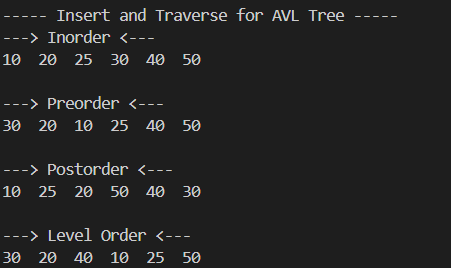 ----- Insert and Traverse for AVL Tree -----
---> Inorder <---
10  20  25  30  40  50
---> Preorder <---
30  20  10  25  40  50
---> Postorder <---
10  25  20  50  40  30
---> Level Order <---
30  20  40  10  25  50